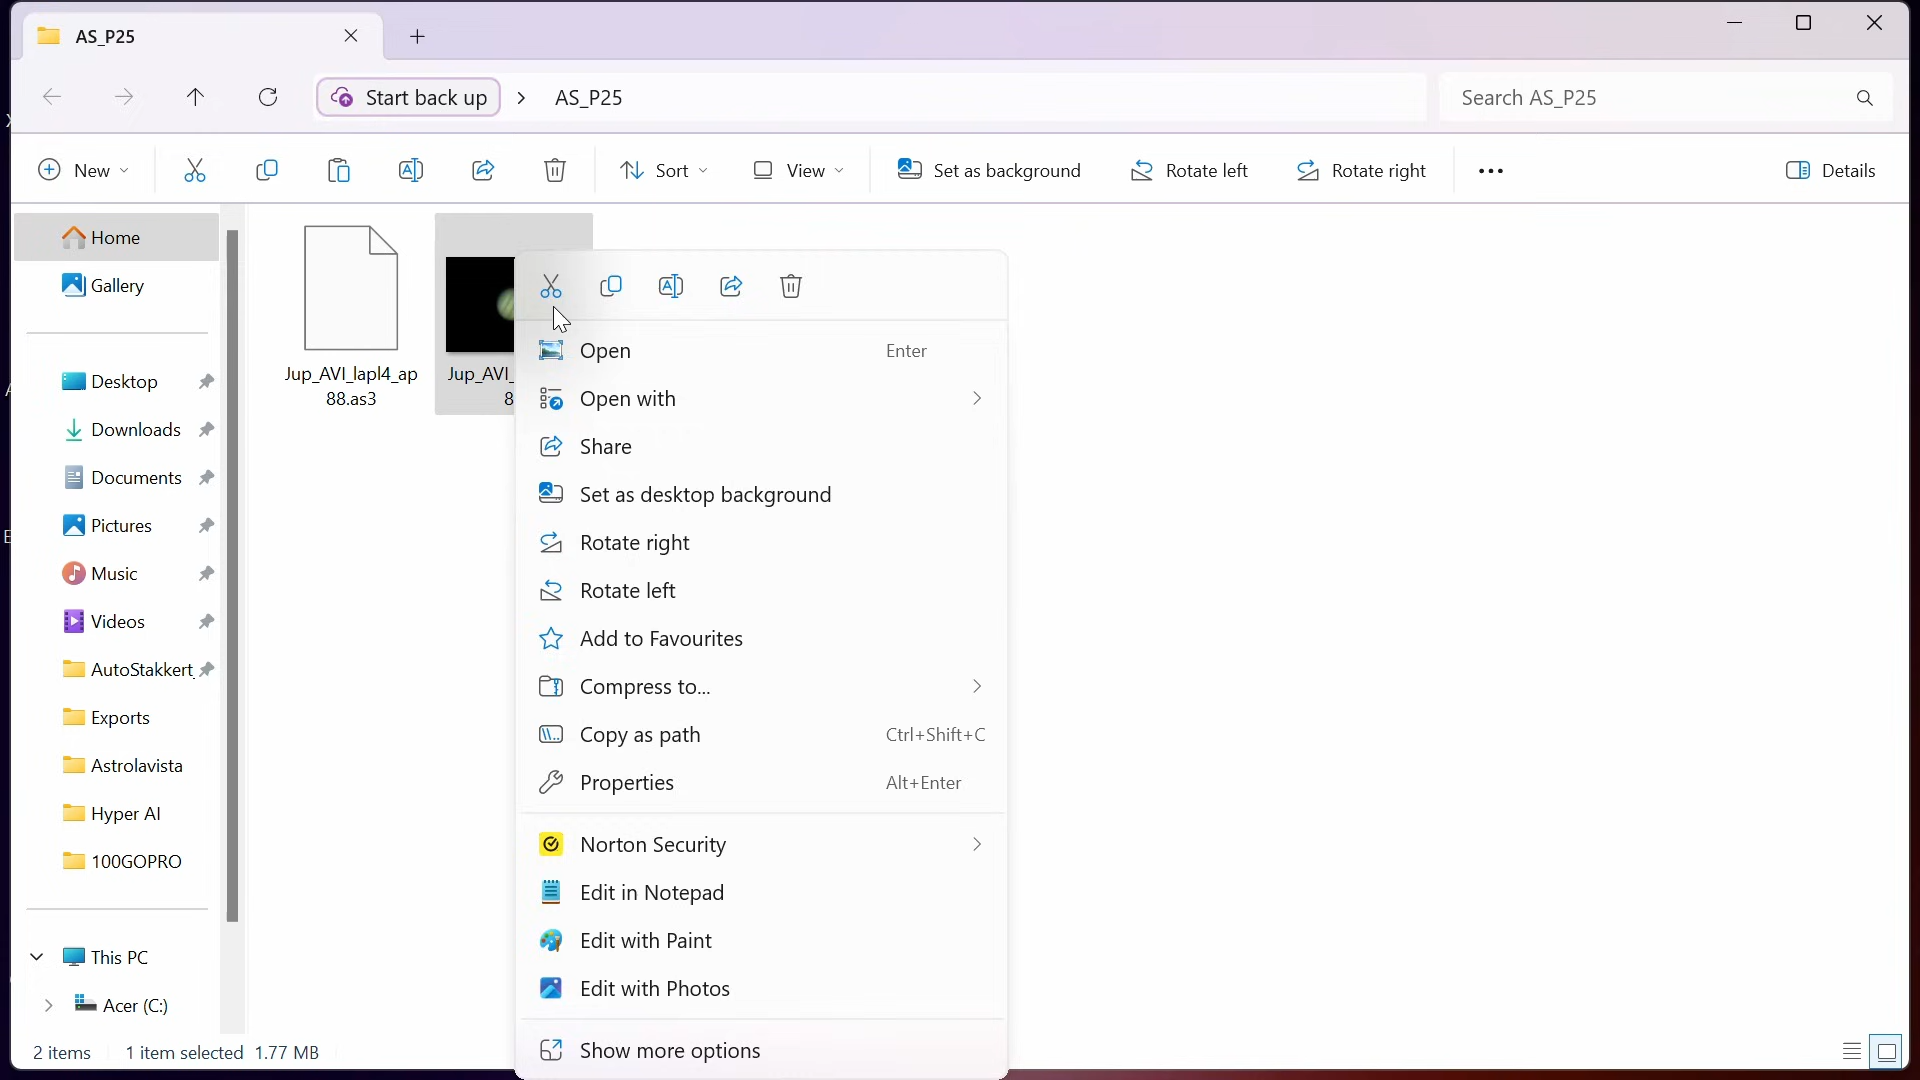 AS_P25
Start back up > AS_P25
Search AS_P25
New
Sort
View
Set as background
Rotate left
Rotate right
Details
Home
Gallery
Desktop
Downloads
Documents
Pictures
Music
Videos
AutoStakkert_
Exports
Astrolavista
Hyper AI
100GOPRO
This PC
Acer (C:)
Jup_AVI_lapl4_ap
88.as3
Jup_AVI_
8
Open Enter
Open with
Share
Set as desktop background
Rotate right
Rotate left
Add to Favourites
Compress to...
Copy as path Ctrl+Shift+C
Properties Alt+Enter
Norton Security
Edit in Notepad
Edit with Paint
Edit with Photos
Show more options
2 items 1 item selected 1.77 MB